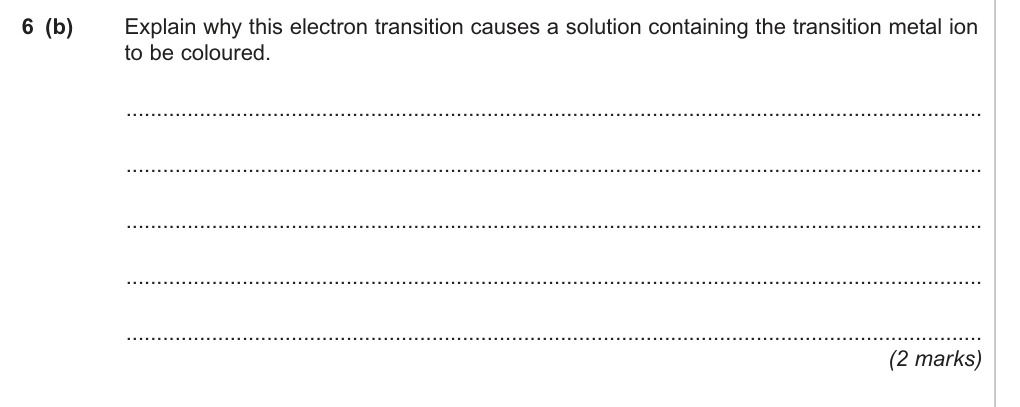 6 (b) Explain why this electron transition causes a solution containing the transition metal ion
to be coloured.
(2 marks)